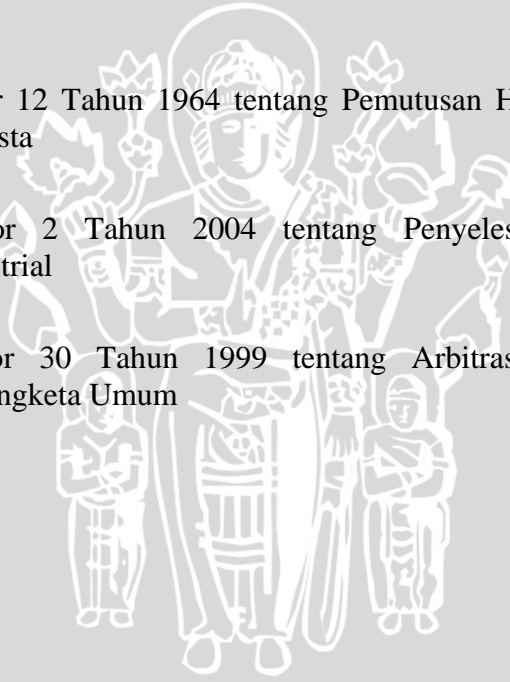 r 12 Tahun 1964 tentang Pemutusan H
sta
or 2 Tahun 2004 tentang Penyeles
trial
or 30 Tahun 1999 tentang Arbitras
ngketa Umum